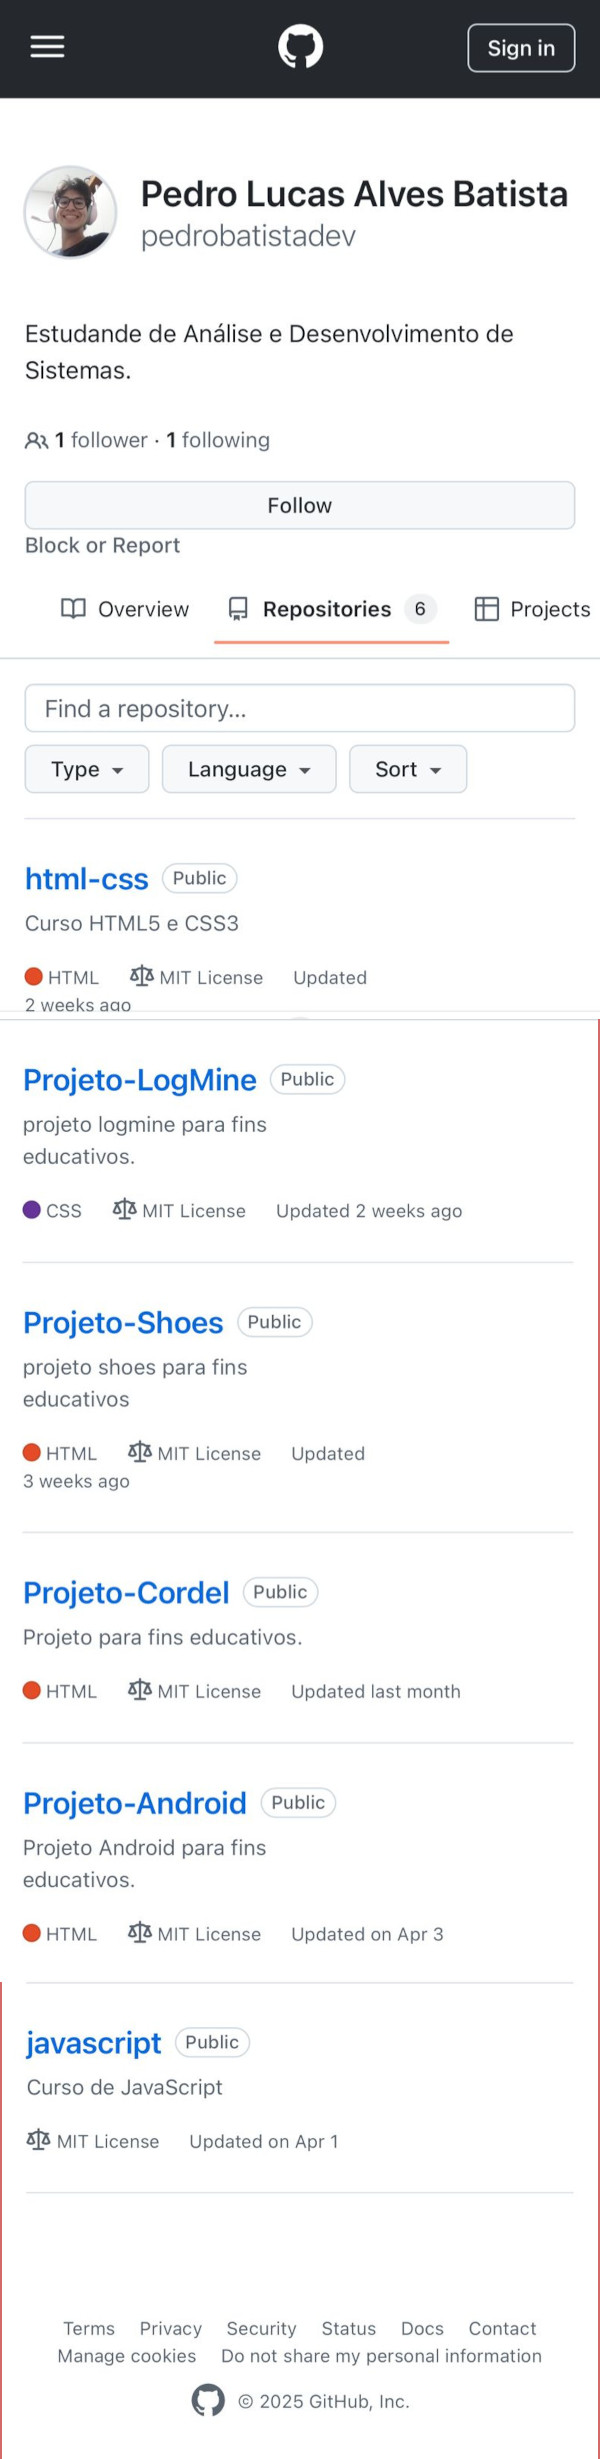 Sign in
Pedro Lucas Alves Batista
pedrobatistadev
Estudande de Análise e Desenvolvimento de
Sistemas.
1 follower · 1 following
Follow
Block or Report
Overview Repositories 6 Projects
Find a repository...
Type Language Sort
html-css Public
Curso HTML5 e CSS3
HTML MIT License Updated
2 weeks ago
Projeto-LogMine Public
projeto logmine para fins
educativos.
CSS MIT License Updated 2 weeks ago
Projeto-Shoes Public
projeto shoes para fins
educativos
HTML MIT License Updated
3 weeks ago
Projeto-Cordel Public
Projeto para fins educativos.
HTML MIT License Updated last month
Projeto-Android Public
Projeto Android para fins
educativos.
HTML MIT License Updated on Apr 3
javascript Public
Curso de JavaScript
MIT License Updated on Apr 1
Terms Privacy Security Status Docs Contact
Manage cookies Do not share my personal information
© 2025 GitHub, Inc.